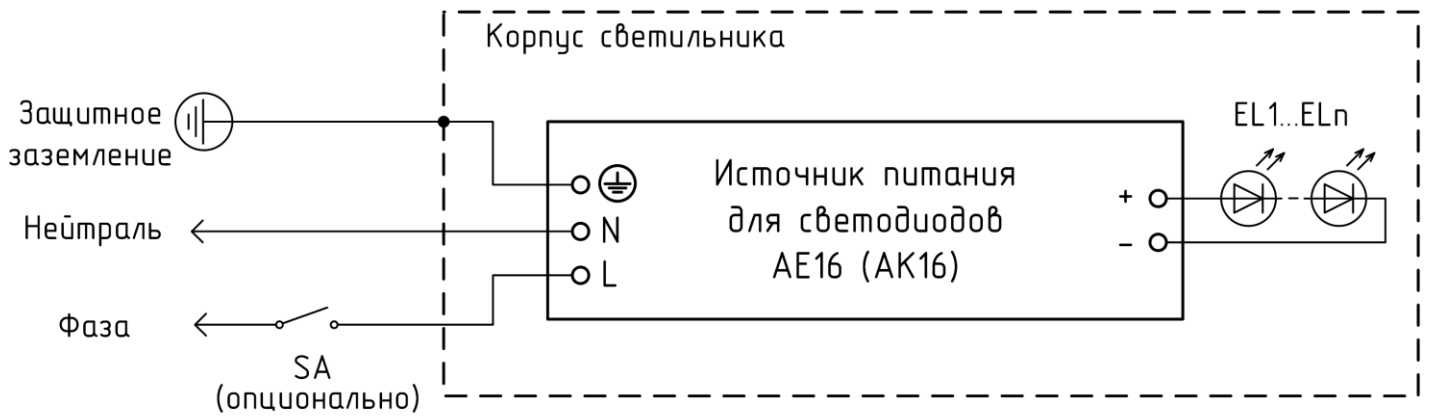 Корпус светильника
Защитное
заземление
Нейтраль
Фаза
SA
(опционально)
N
L
Источник питания
для светодиодов
AE16 (AK16)
+
–
EL1...ELn